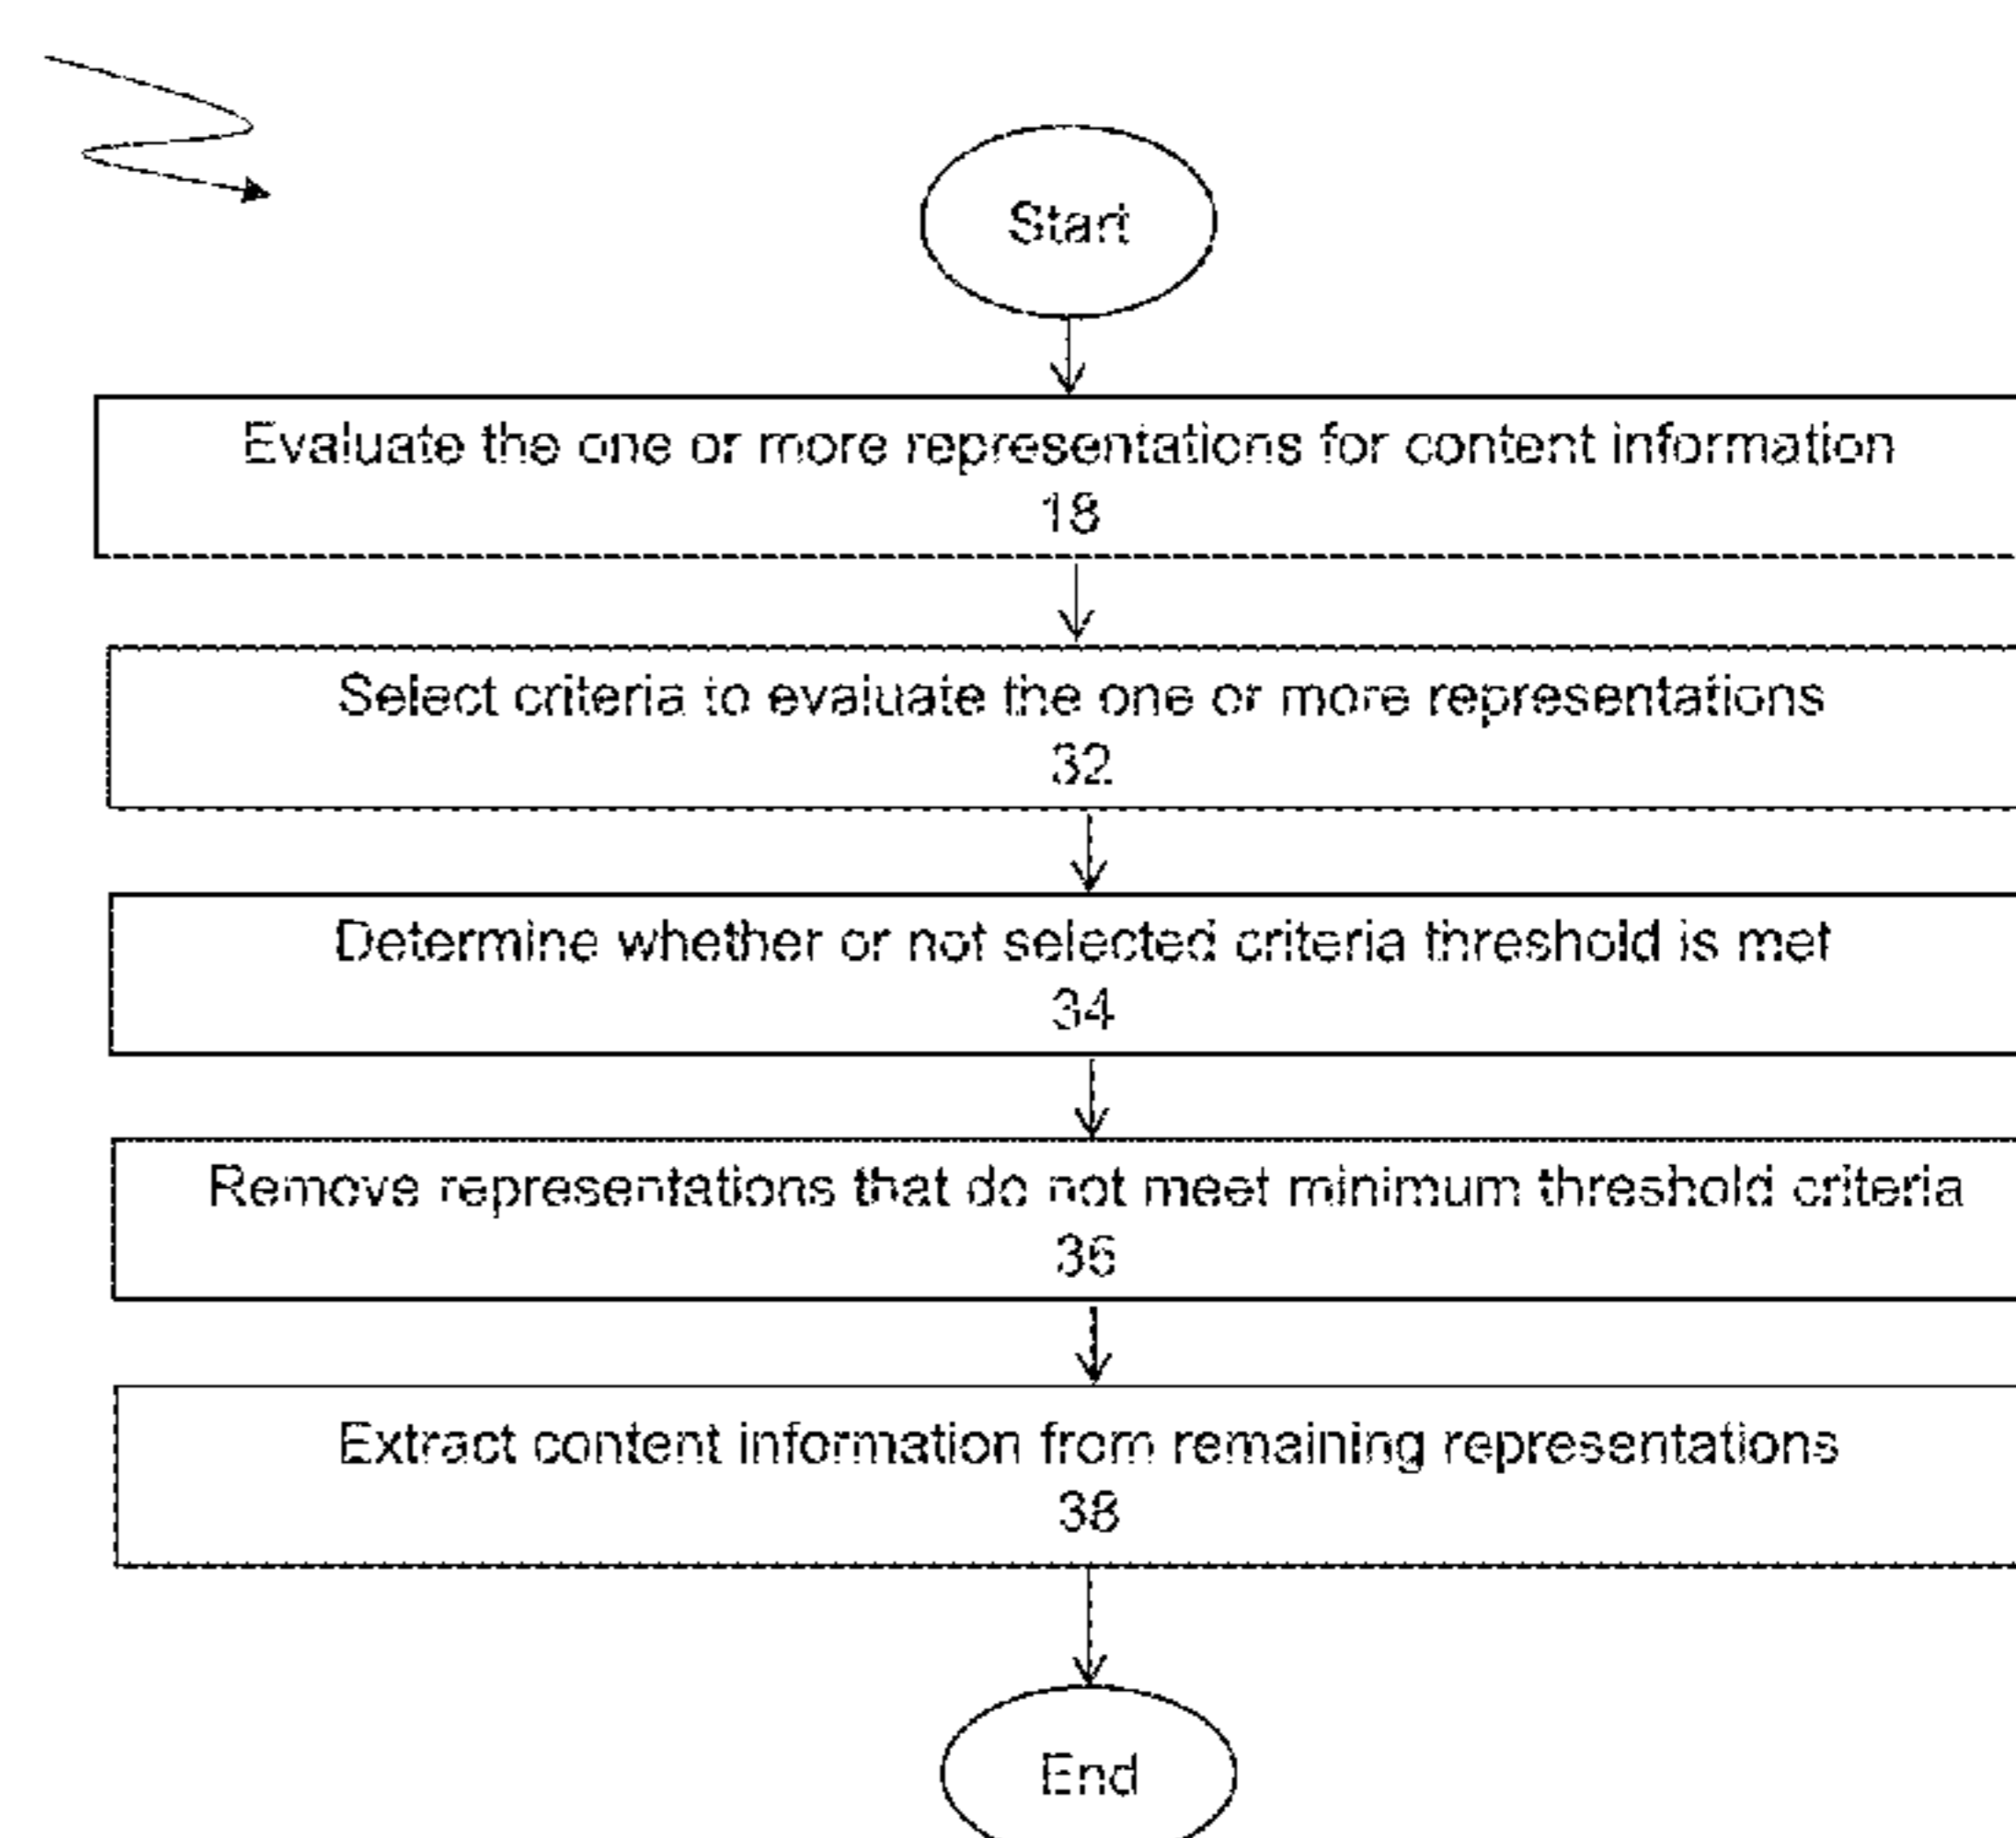 Start
Evaluate the one or more representations for content information
18
Select criteria to evaluate the one or more representations
32
Determine whether or not selected criteria threshold is met
34
Remove representations that do not meet minimum threshold criteria
36
Extract content information from remaining representations
38
End